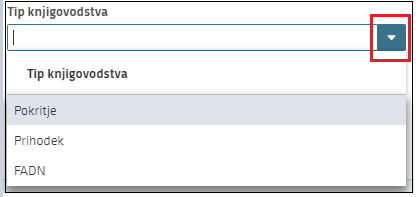 Tip knjigovodstva
Tip knjigovodstva
Pokritje
Prihodek
FADN